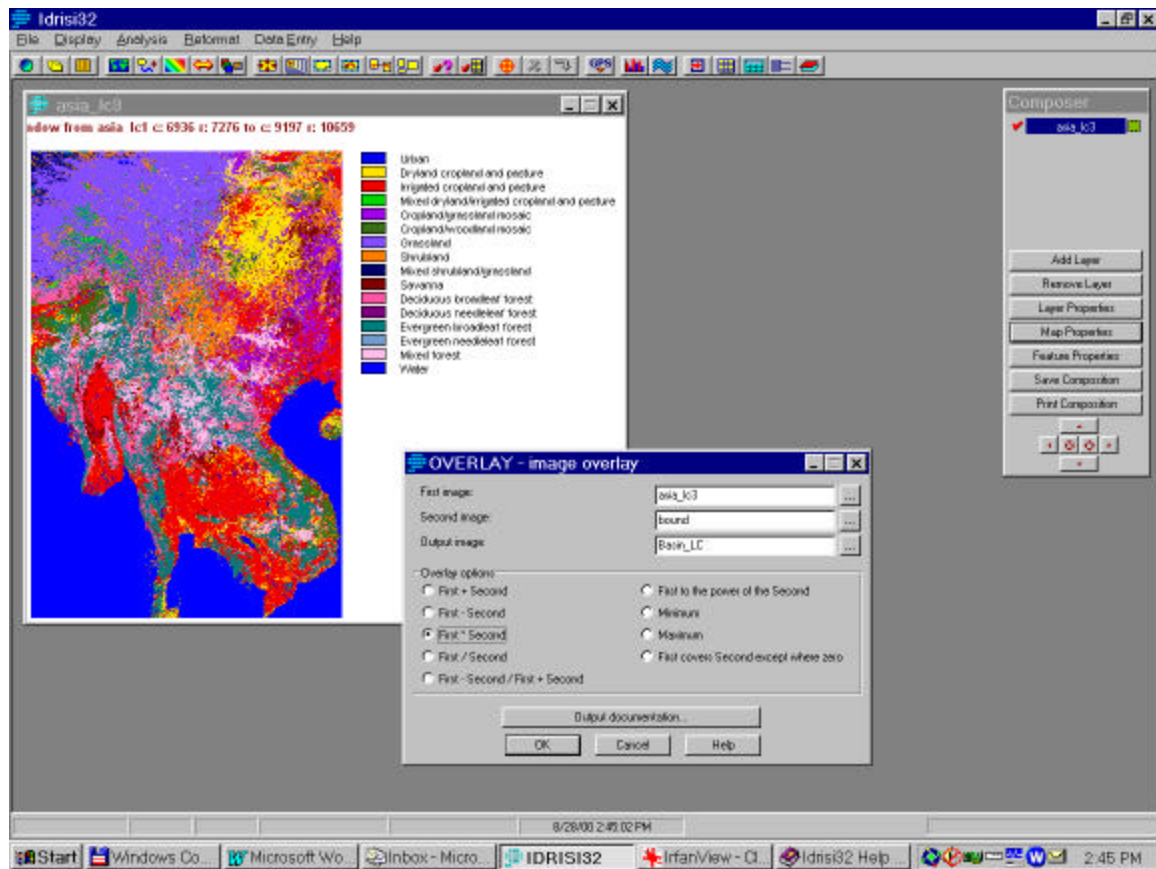 Idrisi32
File Display Analysis Reformat Data Entry Help
GPS
asia_lc3
ndow from asia_lc1 c: 6936 r: 7276 to c: 9197 r: 10659
Urban
Dryland cropland and pasture
Irrigated cropland and pasture
Mixed dryland/irrigated cropland and pasture
Cropland/grassland mosaic
Cropland/woodland mosaic
Grassland
Shrubland
Mixed shrubland/grassland
Savanna
Deciduous broadleaf forest
Deciduous needleleaf forest
Evergreen broadleaf forest
Evergreen needleleaf forest
Mixed forest
Water
Composer
asia_lc3
Add Layer
Remove Layer
Layer Properties
Map Properties
Feature Properties
Save Composition
Print Composition
OVERLAY - image overlay
First image: asia_lc3 ...
Second image: bound ...
Output image: Basin_LC ...
Overlay options
First + Second
First - Second
First * Second
First / Second
First - Second / First + Second
First to the power of the Second
Minimum
Maximum
First covers Second except where zero
Output documentation...
OK Cancel Help
8/28/00 2:45:02 PM
Start Windows Co... Microsoft Wo... Inbox - Micro... IDRISI32 IrfanView - Cl... Idrisi32 Help ... 2:45 PM